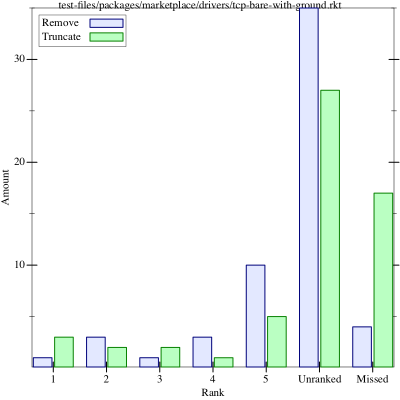 test-files/packages/marketplace/drivers/tcp-bare-with-ground.rkt
Remove
Truncate
30
20
10
Amount
1 2 3 4 5 Unranked Missed
Rank